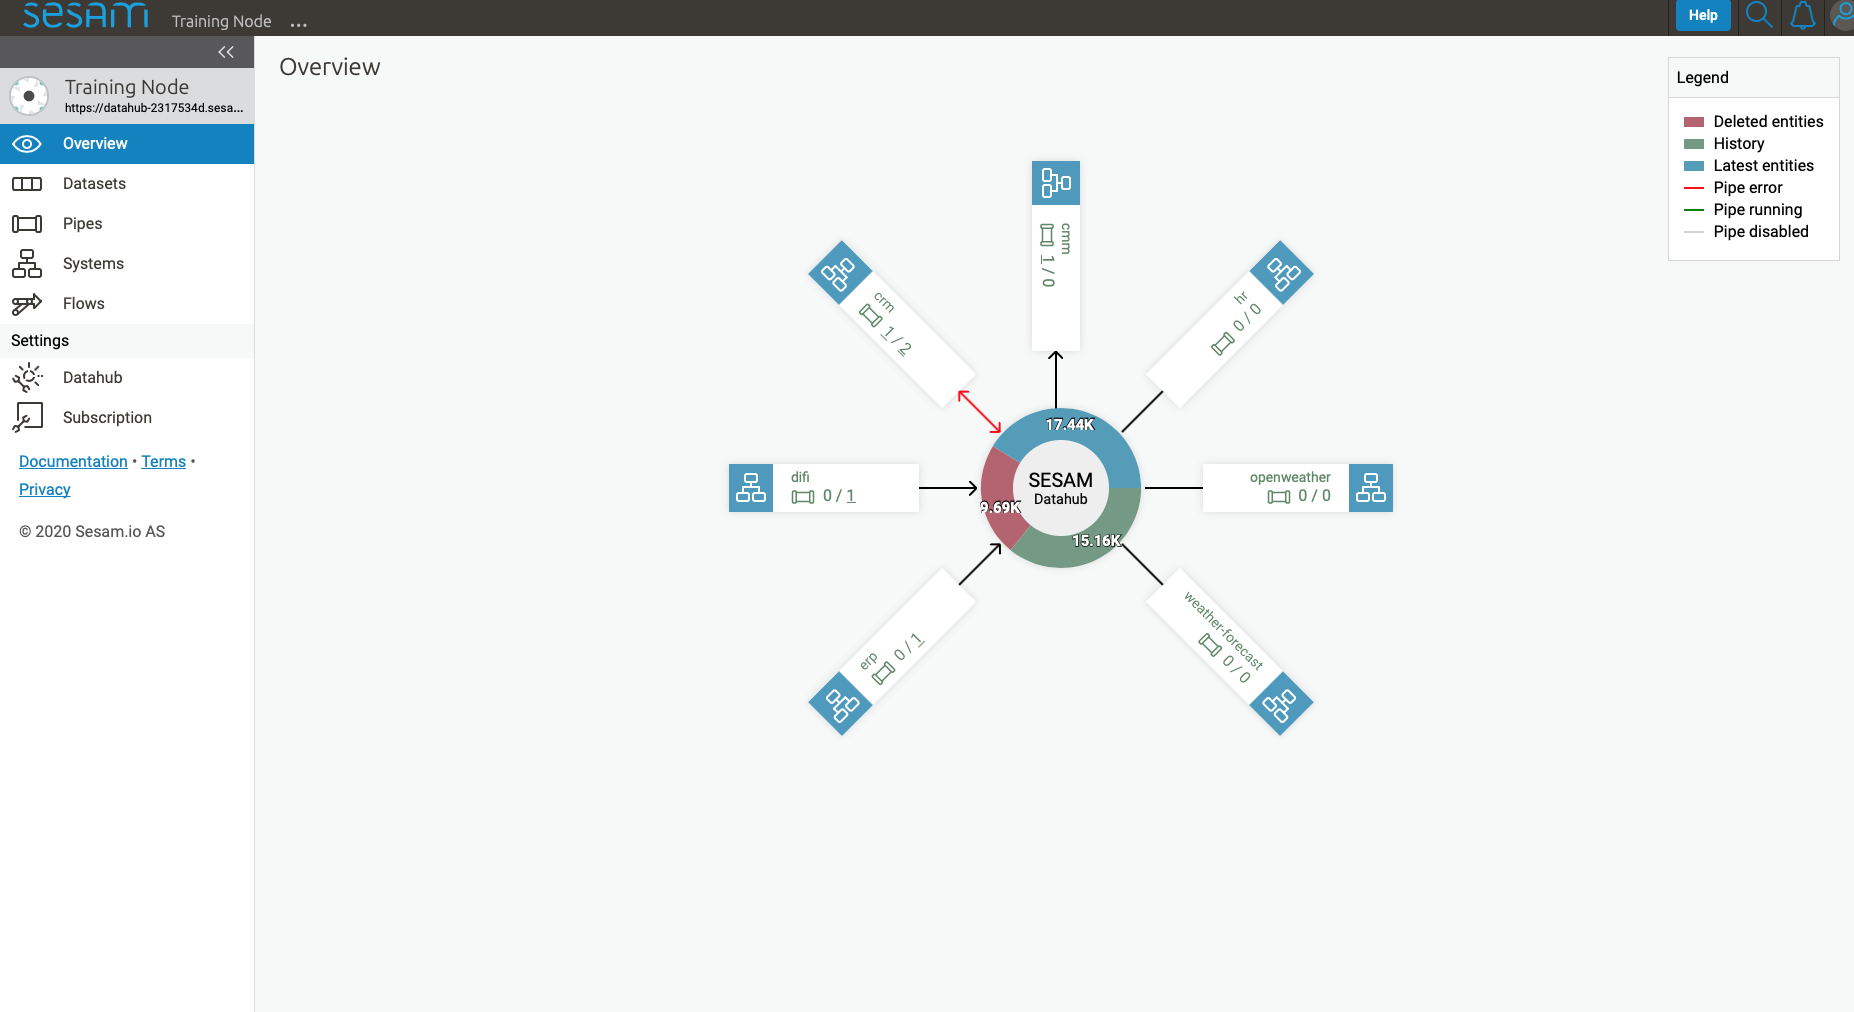 sesam Training Node ...
Help
Training Node
https://datahub-2317534d.sesa...
Overview
Datasets
Pipes
Systems
Flows
Settings
Datahub
Subscription
Documentation • Terms •
Privacy
© 2020 Sesam.io AS
Overview
cmm
1 / 0
crm
1 / 2
hr
0 / 0
difi
0 / 1
openweather
0 / 0
erp
0 / 1
weather-forecast
0 / 0
17.44K
SESAM
Datahub
9.69K
15.16K
Legend
Deleted entities
History
Latest entities
Pipe error
Pipe running
Pipe disabled